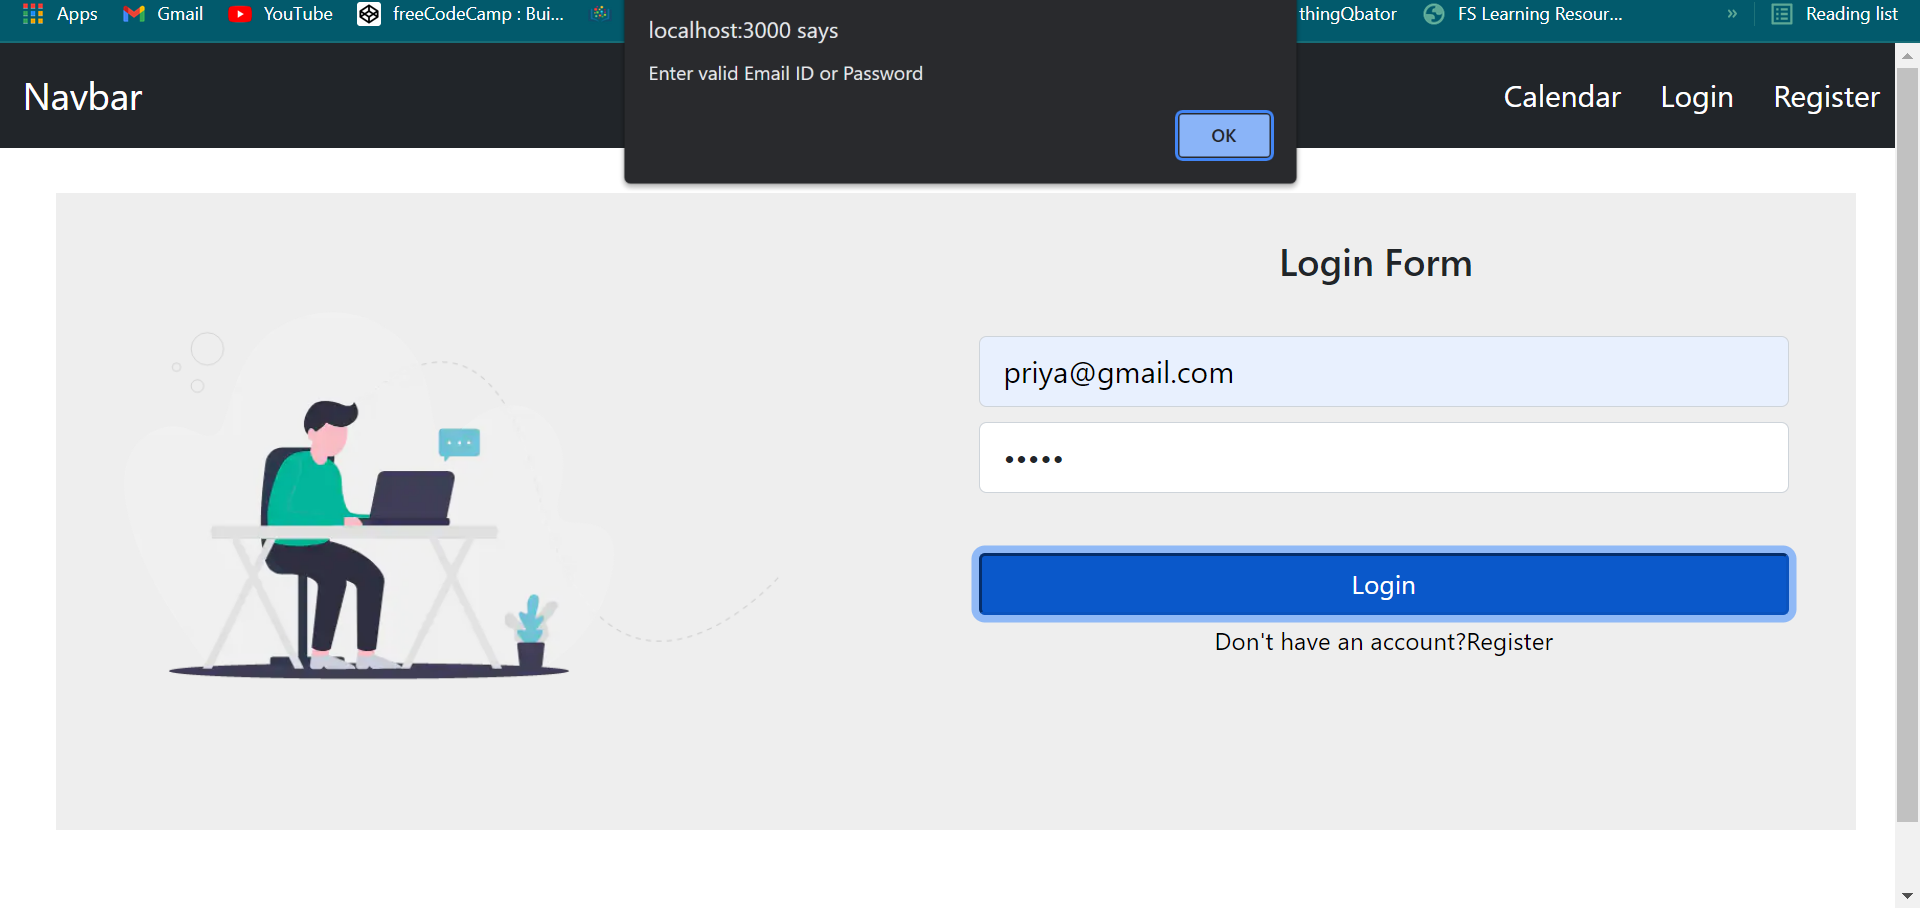 Apps Gmail YouTube freeCodeCamp : Bui... thingQbator FS Learning Resour... » Reading list
localhost:3000 says
Enter valid Email ID or Password
OK
Navbar Calendar Login Register
Login Form
priya@gmail.com
•••••
Login
Don't have an account?Register